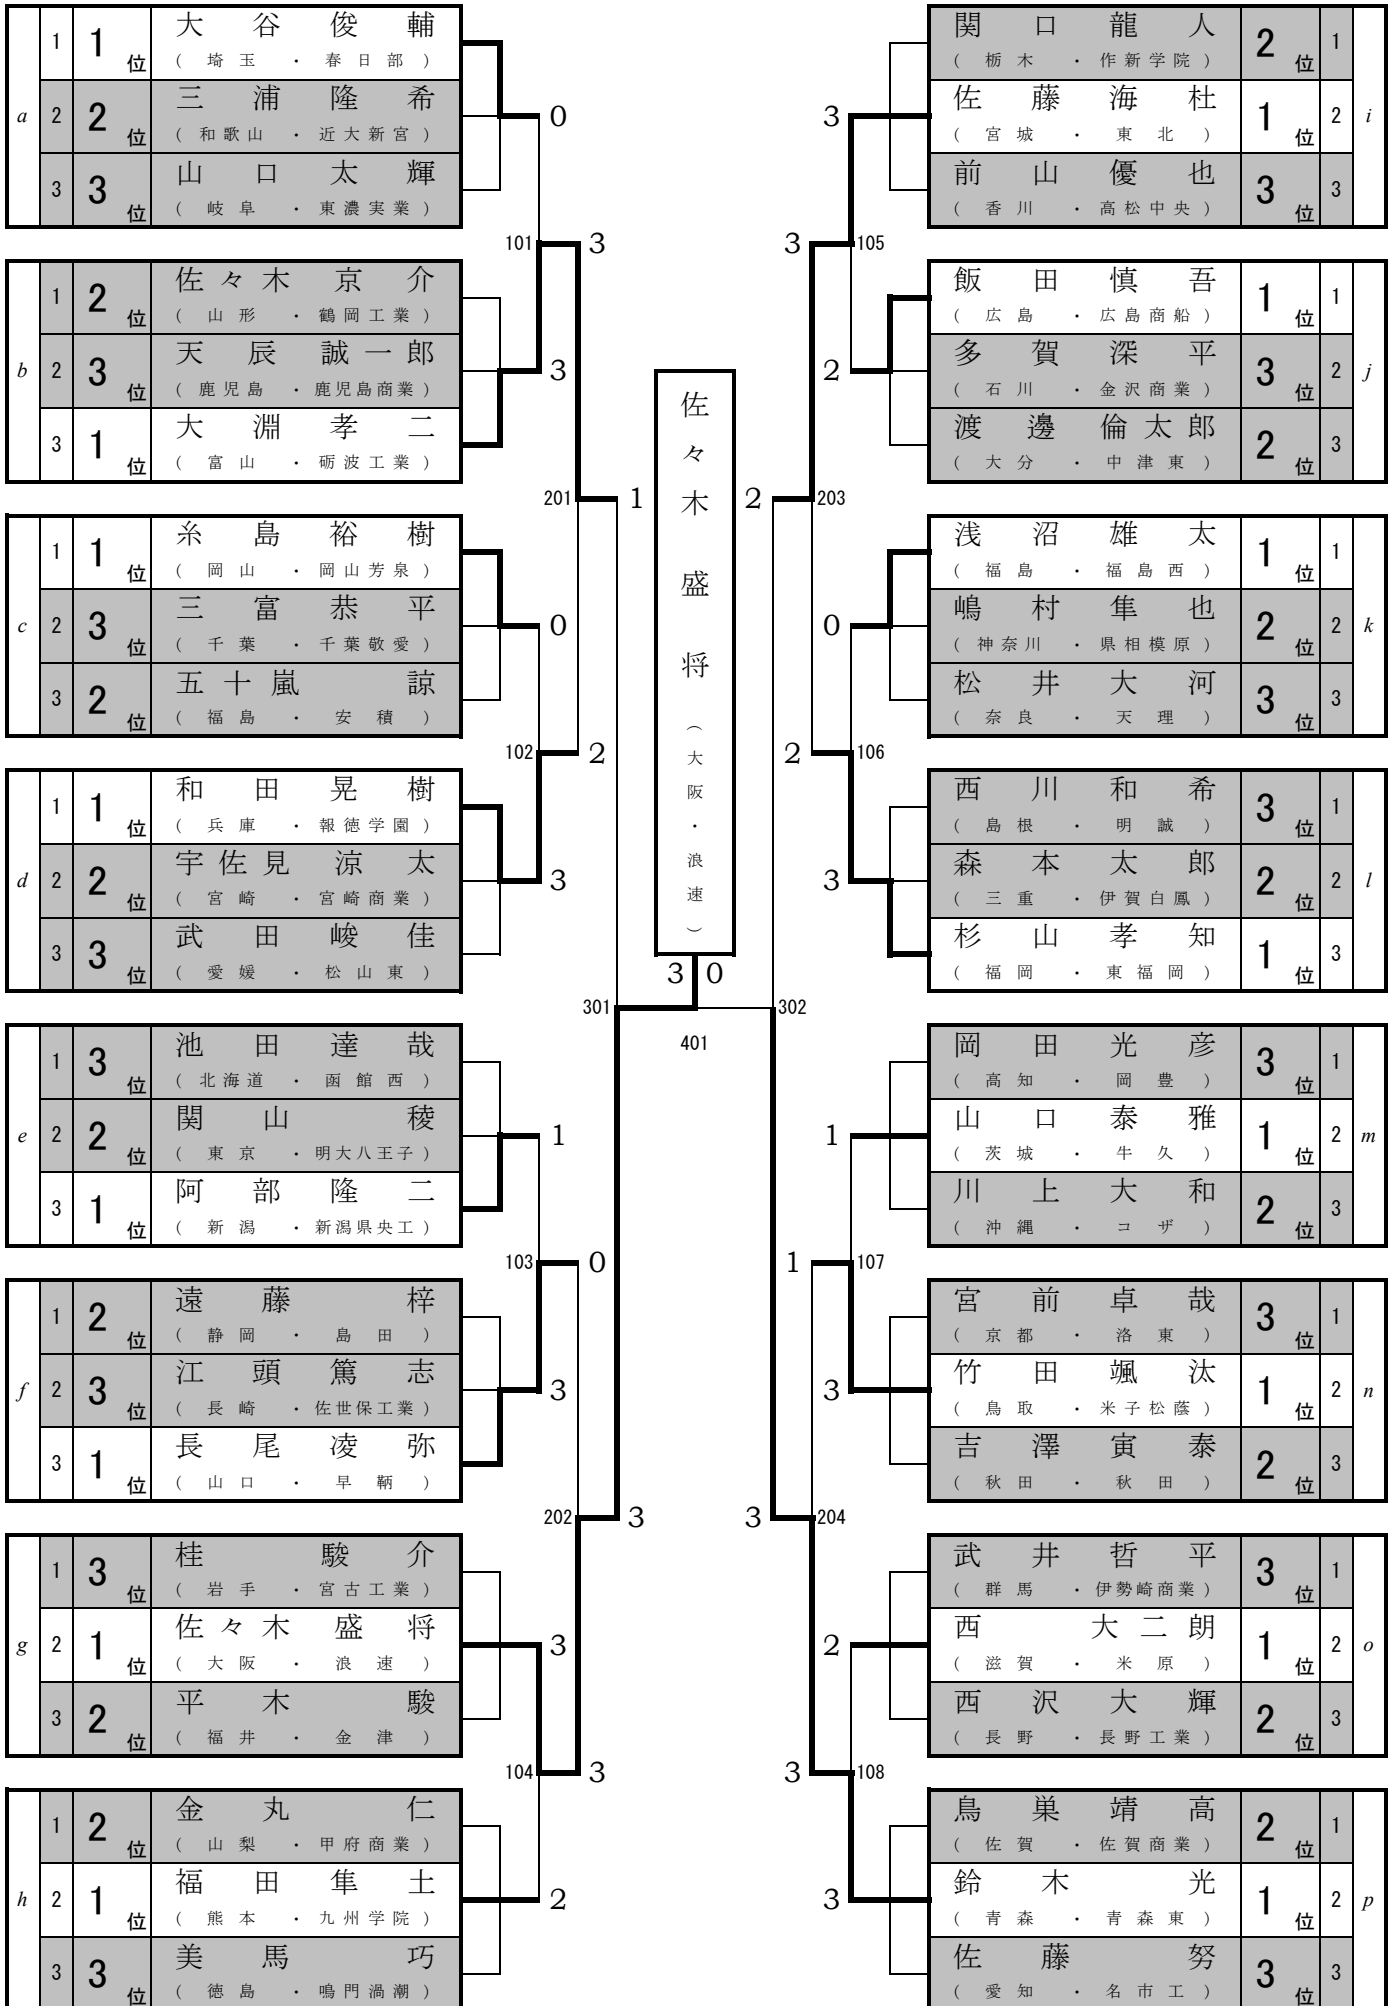 a
1 1位 大谷俊輔
(埼玉・春日部)
2 2位 三浦隆希
(和歌山・近大新宮)
3 3位 山口太輝
(岐阜・東濃実業)
b
1 2位 佐々木京介
(山形・鶴岡工業)
2 3位 天辰誠一郎
(鹿児島・鹿児島商業)
3 1位 大淵孝二
(富山・砺波工業)
c
1 1位 糸島裕樹
(岡山・岡山芳泉)
2 3位 三富恭平
(千葉・千葉敬愛)
3 2位 五十嵐諒
(福島・安積)
d
1 1位 和田晃樹
(兵庫・報徳学園)
2 2位 宇佐見涼太
(宮崎・宮崎商業)
3 3位 武田峻佳
(愛媛・松山東)
e
1 3位 池田達哉
(北海道・函館西)
2 2位 関山稜
(東京・明大八王子)
3 1位 阿部隆二
(新潟・新潟県央工)
f
1 2位 遠藤梓
(静岡・島田)
2 3位 江頭篤志
(長崎・佐世保工業)
3 1位 長尾凌弥
(山口・早鞆)
g
1 3位 桂駿介
(岩手・宮古工業)
2 1位 佐々木盛将
(大阪・浪速)
3 2位 平木駿
(福井・金津)
h
1 2位 金丸仁
(山梨・甲府商業)
2 1位 福田隼士
(熊本・九州学院)
3 3位 美馬巧
(徳島・鳴門渦潮)
0
101 3
3
201 1
0
102 2
3
1
103 0
3
202 3
3
104 3
2
佐々木盛将(大阪・浪速)
3 0
301 302
401
3
3 105
2
2 203
0
2 106
3
1
1 107
3
3 204
2
3 108
3
関口龍人 2位 1
(栃木・作新学院)
佐藤海杜 1位 2
(宮城・東北)
前山優也 3位 3
(香川・高松中央)
i
飯田慎吾 1位 1
(広島・広島商船)
多賀深平 3位 2
(石川・金沢商業)
渡邊倫太郎 2位 3
(大分・中津東)
j
浅沼雄太 1位 1
(福島・福島西)
嶋村隼也 2位 2
(神奈川・県相模原)
松井大河 3位 3
(奈良・天理)
k
西川和希 3位 1
(島根・明誠)
森本太郎 2位 2
(三重・伊賀白鳳)
杉山孝知 1位 3
(福岡・東福岡)
l
岡田光彦 3位 1
(高知・岡豊)
山口泰雅 1位 2
(茨城・牛久)
川上大和 2位 3
(沖縄・コザ)
m
宮前卓哉 3位 1
(京都・洛東)
竹田颯汰 1位 2
(鳥取・米子松蔭)
吉澤寅泰 2位 3
(秋田・秋田)
n
武井哲平 3位 1
(群馬・伊勢崎商業)
西大二朗 1位 2
(滋賀・米原)
西沢大輝 2位 3
(長野・長野工業)
o
鳥巣靖高 2位 1
(佐賀・佐賀商業)
鈴木光 1位 2
(青森・青森東)
佐藤努 3位 3
(愛知・名市工)
p